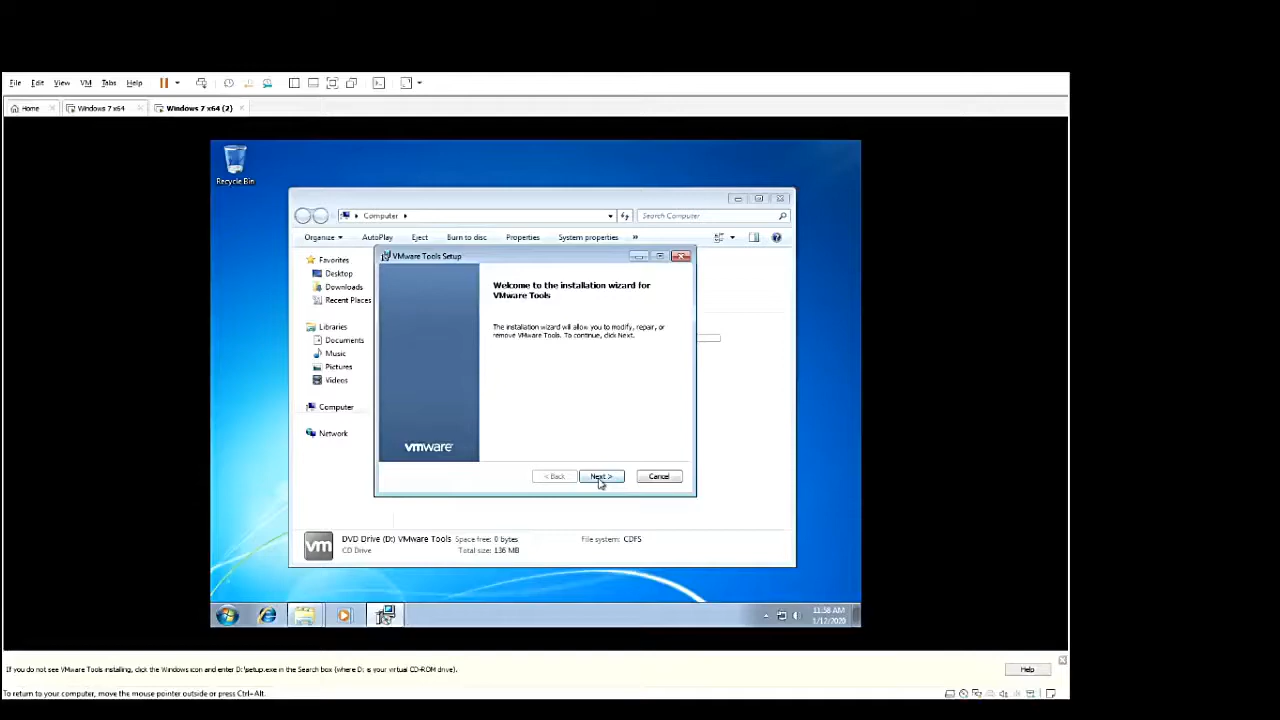 File Edit View VM Tabs Help
Home Windows 7 x64 Windows 7 x64 (2)
Recycle Bin
Computer Search Computer
Organize AutoPlay Eject Burn to disc Properties System properties »
Favorites
Desktop
Downloads
Recent Places
Libraries
Documents
Music
Pictures
Videos
Computer
Network
VMware Tools Setup
Welcome to the installation wizard for
VMware Tools
The installation wizard will allow you to modify, repair, or
remove VMware Tools. To continue, click Next.
vmware
< Back Next > Cancel
vm
DVD Drive (D:) VMware Tools Space free: 0 bytes File system: CDFS
CD Drive Total size: 136 MB
11:58 AM
1/12/2020
If you do not see VMware Tools installing, click the Windows icon and enter D:\setup.exe in the Search box (where D: is your virtual CD-ROM drive).
Help
To return to your computer, move the mouse pointer outside or press Ctrl+Alt.